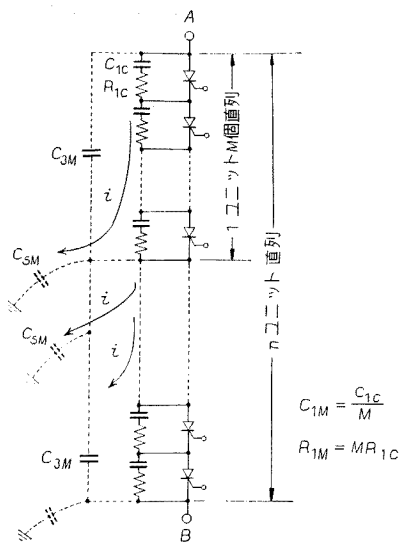 A
C1C
R1C
C3M
i
C5M
i
C5M
i
C3M
B
1ユニットM個直列
nユニット直列
C1M = C1C/M
R1M = MR1C